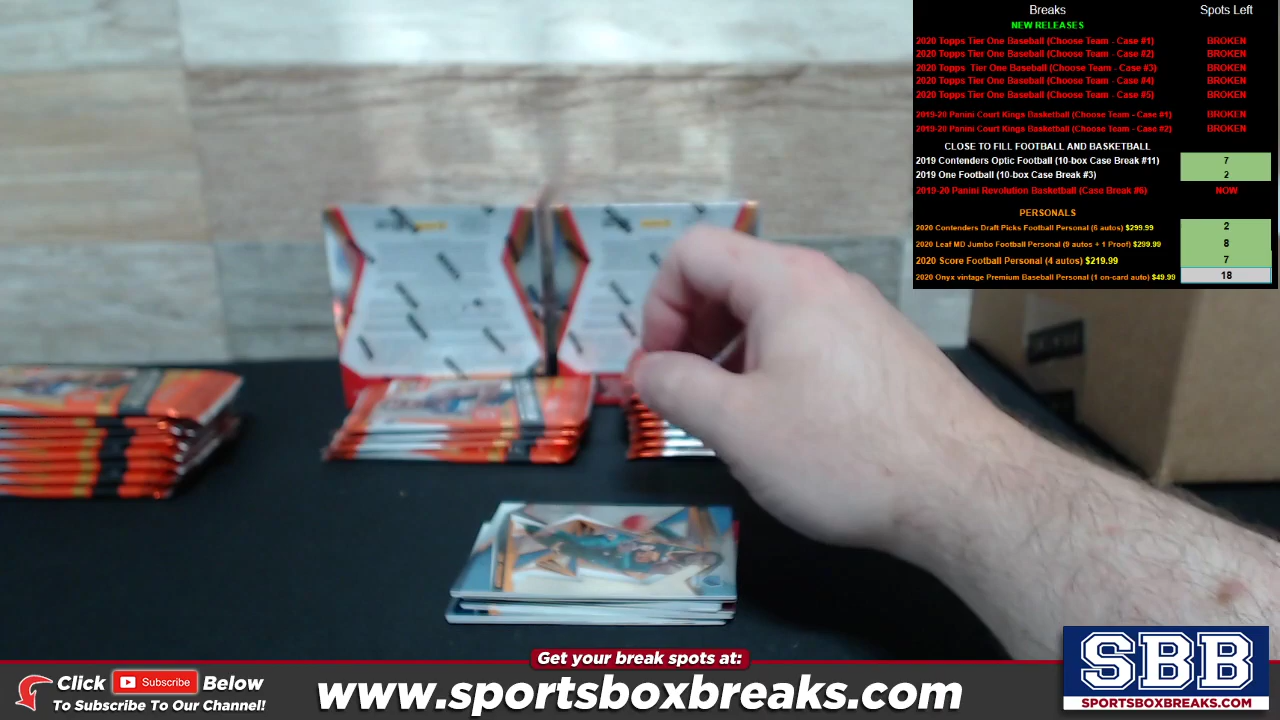 Breaks Spots Left
NEW RELEASES
2020 Topps Tier One Baseball (Choose Team - Case #1) BROKEN
2020 Topps Tier One Baseball (Choose Team - Case #2) BROKEN
2020 Topps Tier One Baseball (Choose Team - Case #3) BROKEN
2020 Topps Tier One Baseball (Choose Team - Case #4) BROKEN
2020 Topps Tier One Baseball (Choose Team - Case #5) BROKEN
2019-20 Panini Court Kings Basketball (Choose Team - Case #1) BROKEN
2019-20 Panini Court Kings Basketball (Choose Team - Case #2) BROKEN
CLOSE TO FILL FOOTBALL AND BASKETBALL
2019 Contenders Optic Football (10-box Case Break #11) 7
2019 One Football (10-box Case Break #3) 2
2019-20 Panini Revolution Basketball (Case Break #6) NOW
PERSONALS
2020 Contenders Draft Picks Football Personal (6 autos) $299.99 2
2020 Leaf MD Jumbo Football Personal (9 autos + 1 Proof) $299.99 8
2020 Score Football Personal (4 autos) $219.99 7
2020 Onyx vintage Premium Baseball Personal (1 on-card auto) $49.99 18
Get your break spots at:
Click Subscribe Below
To Subscribe To Our Channel!
www.sportsboxbreaks.com
SBB
SPORTSBOXBREAKS.COM